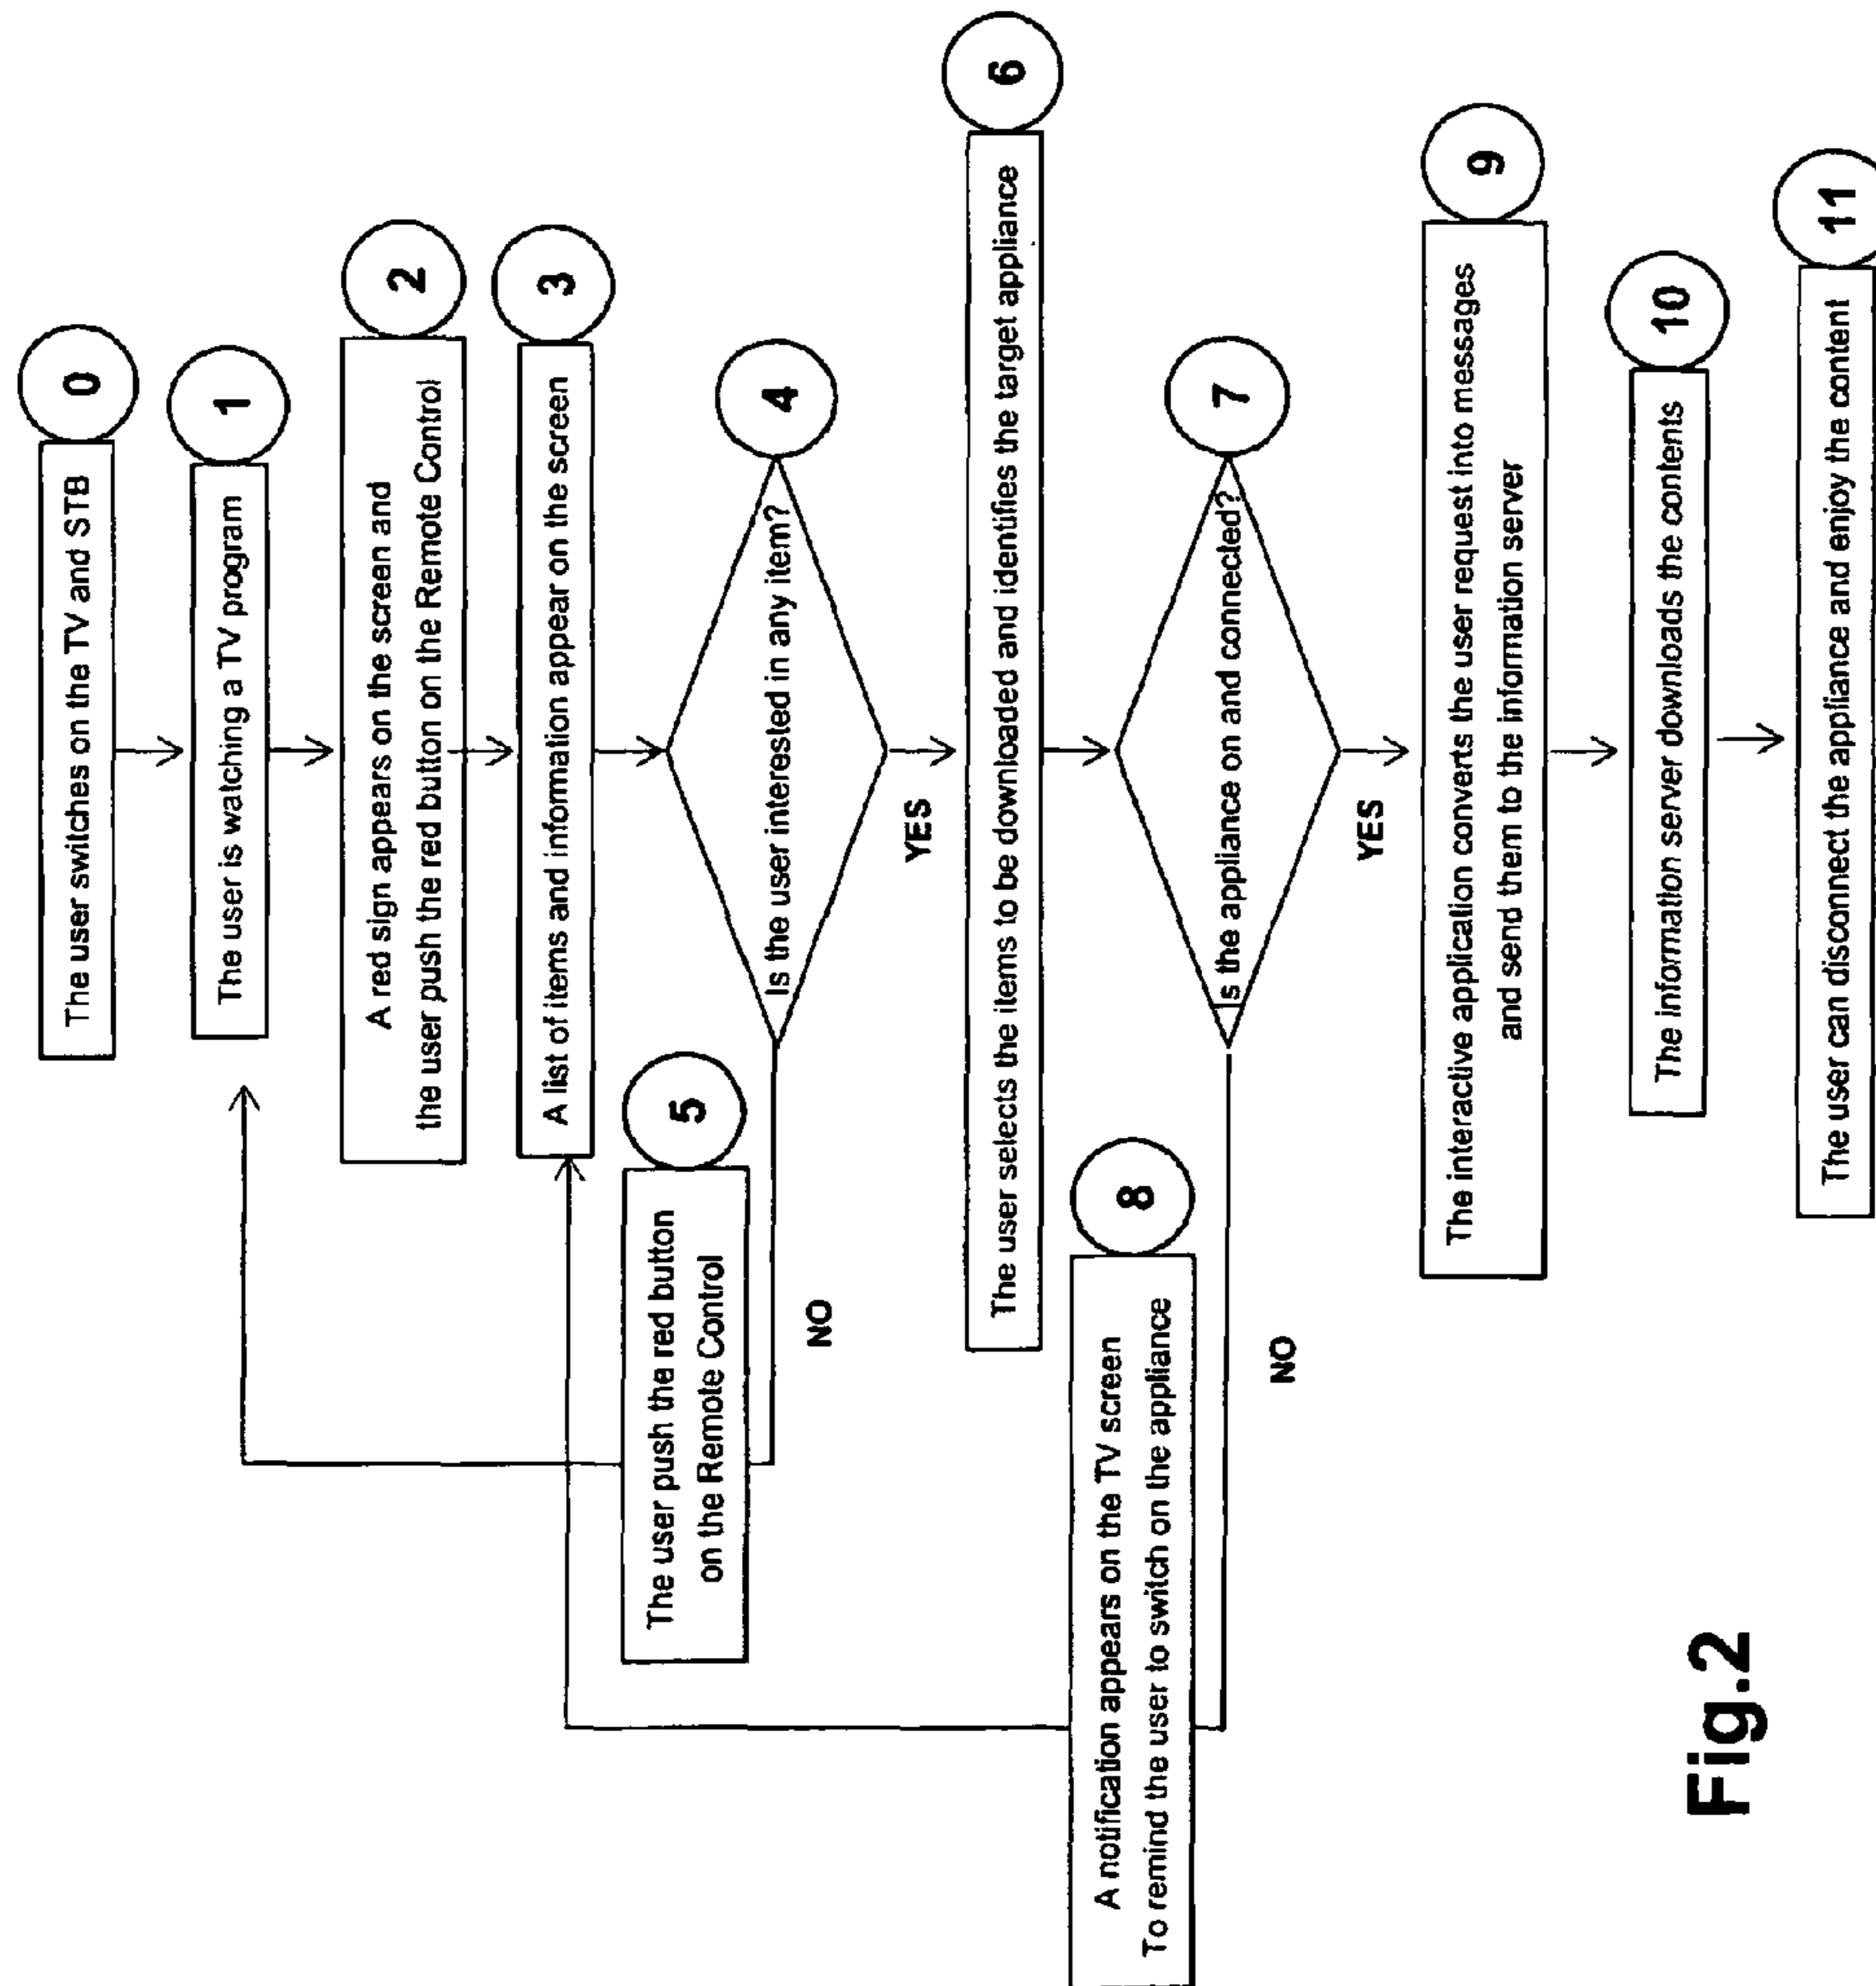 The user switches on the TV and STB
0
The user is watching a TV program
1
A red sign appears on the screen and
the user push the red button on the Remote Control
2
A list of items and information appear on the screen
3
Is the user interested in any item?
4
The user push the red button
on the Remote Control
5
NO
YES
The user selects the items to be downloaded and identifies the target appliance
6
Is the appliance on and connected?
7
A notification appears on the TV screen
To remind the user to switch on the appliance
8
NO
YES
The interactive application converts the user request into messages
and send them to the information server
9
The information server downloads the contents
10
The user can disconnect the appliance and enjoy the content
11
Fig.2